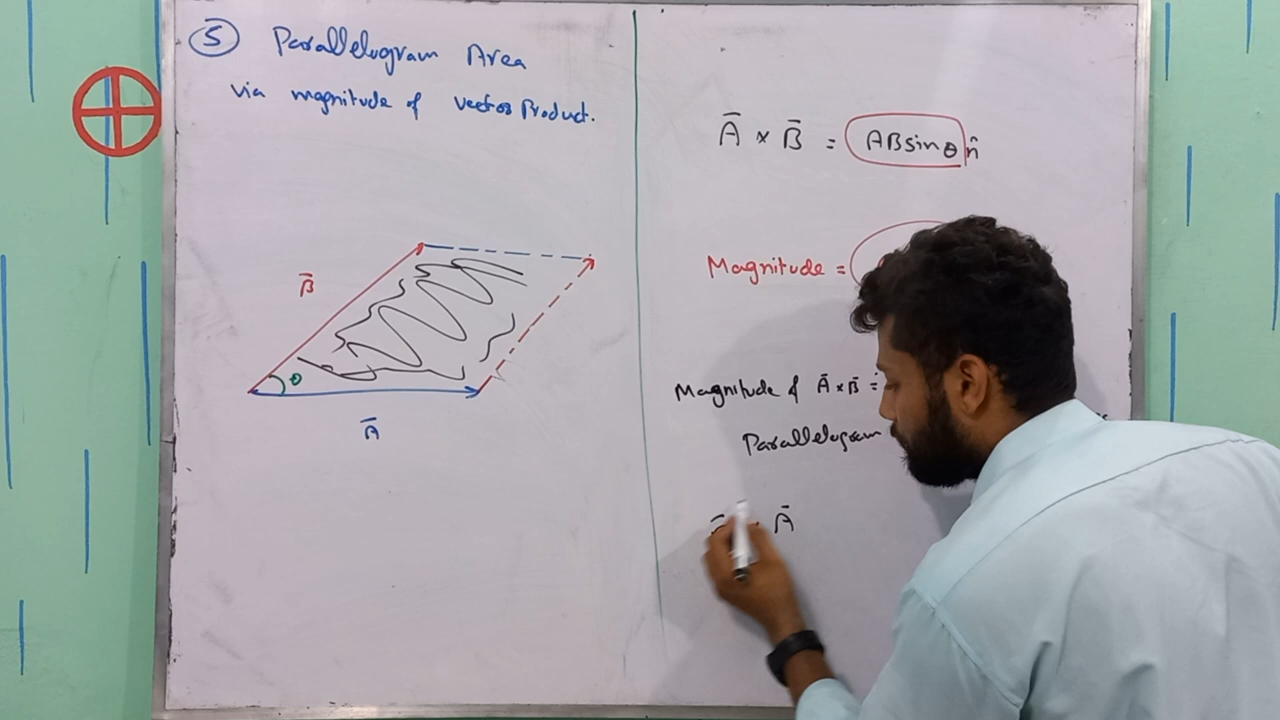 ⑤ Parallelogram Area
via magnitude of vector Product.
B̄
θ
Ā
Ā × B̄ = ABsinθ n̂
Magnitude =
Magnitude of Ā × B̄ =
Parallelogram
Ā